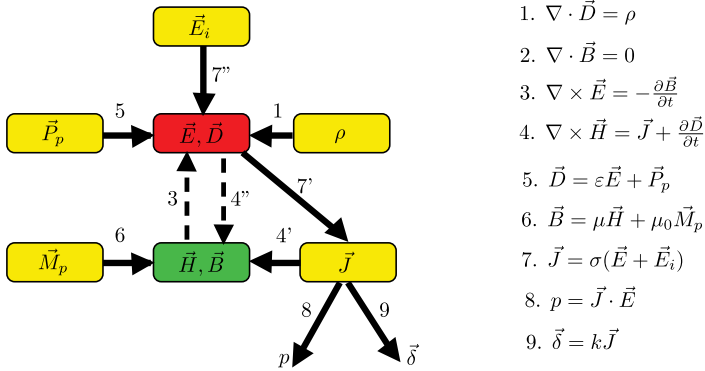 E⃗ᵢ
7”
5
1
P⃗ₚ
E⃗, D⃗
ρ
3
4”
7’
6
4’
M⃗ₚ
H⃗, B⃗
J⃗
8
9
p
δ⃗
1. ∇ · D⃗ = ρ
2. ∇ · B⃗ = 0
3. ∇ × E⃗ = −∂B⃗/∂t
4. ∇ × H⃗ = J⃗ + ∂D⃗/∂t
5. D⃗ = εE⃗ + P⃗ₚ
6. B⃗ = μH⃗ + μ₀M⃗ₚ
7. J⃗ = σ(E⃗ + E⃗ᵢ)
8. p = J⃗ · E⃗
9. δ⃗ = kJ⃗